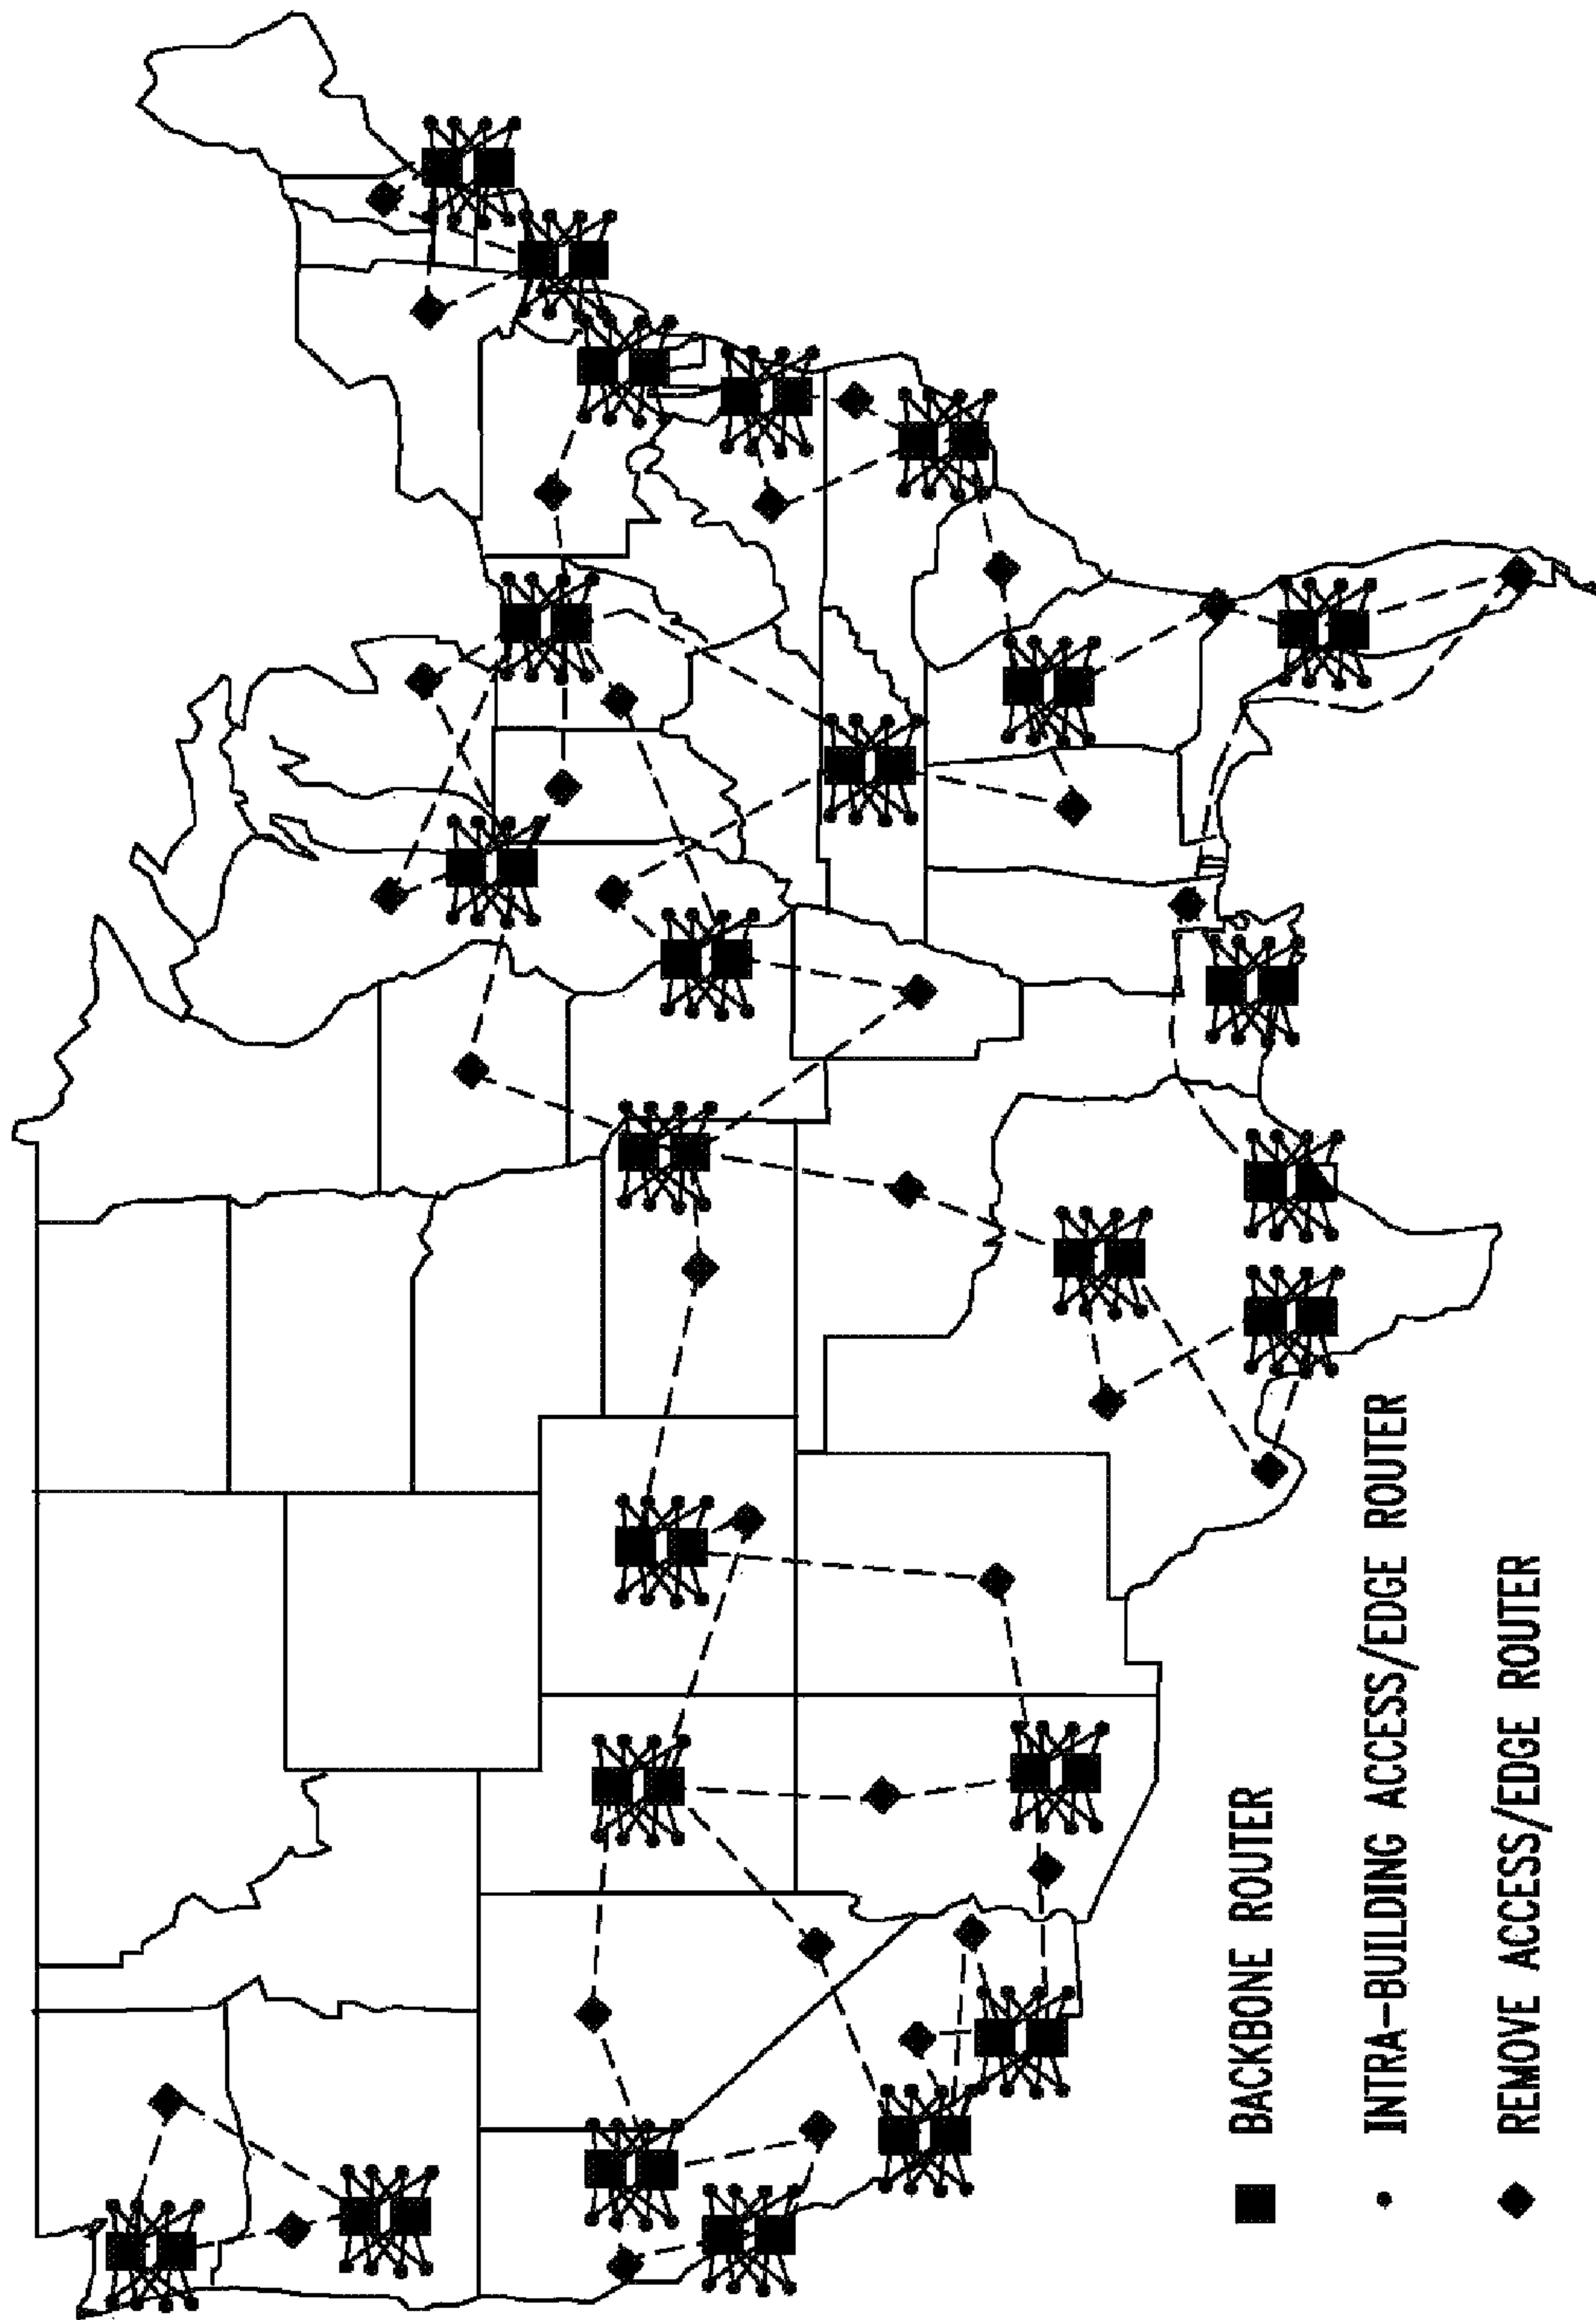 BACKBONE ROUTER
INTRA-BUILDING ACCESS/EDGE ROUTER
REMOVE ACCESS/EDGE ROUTER